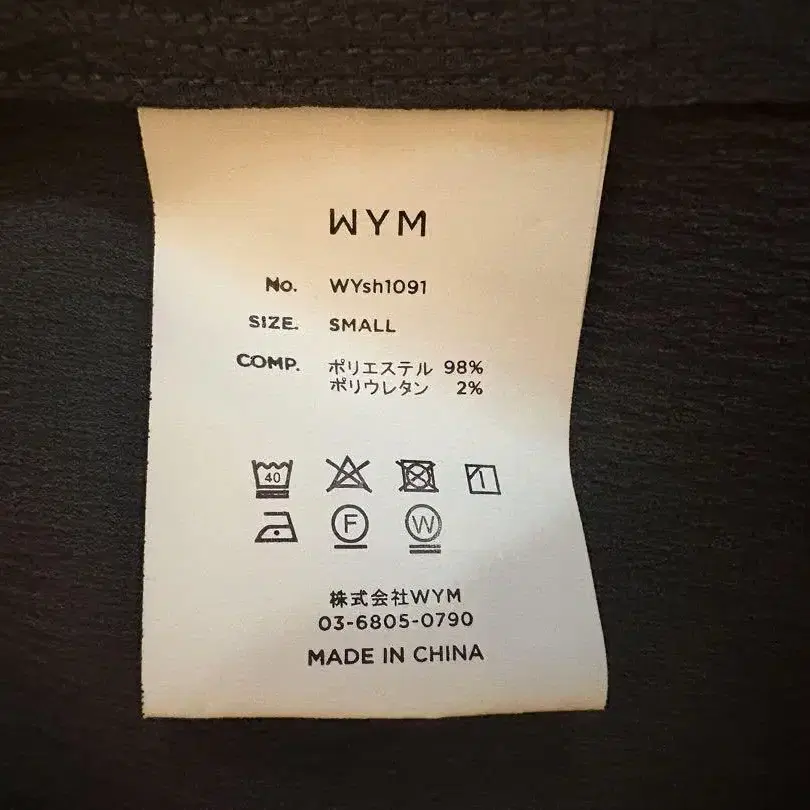 WYM
No. WYsh1091
SIZE. SMALL
COMP. ポリエステル 98%
ポリウレタン 2%
40
F W
株式会社WYM
03-6805-0790
MADE IN CHINA